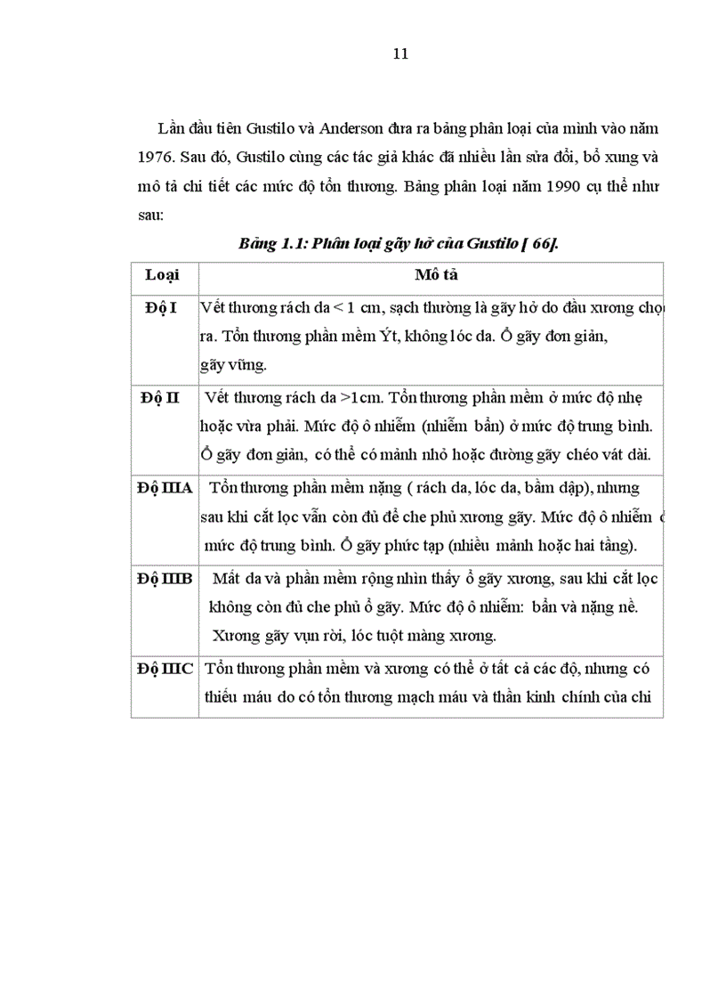 11
Lần đầu tiên Gustilo và Anderson đưa ra bảng phân loại của mình vào năm
1976. Sau đó, Gustilo cùng các tác giả khác đã nhiều lần sửa đổi, bổ xung và
mô tả chi tiết các mức độ tổn thương. Bảng phân loại năm 1990 cụ thể như
sau:
Bảng 1.1: Phân loại gãy hở của Gustilo [ 66].
Loại Mô tả
Độ I Vết thương rách da < 1 cm, sạch thường là gãy hở do đầu xương
ra. Tổn thương phần mềm Ýt, không lóc da. Ổ gãy đơn giản,
gãy vững.
Độ II Vết thương rách da >1cm. Tổn thương phần mềm ở mức độ nhẹ
hoặc vừa phải. Mức độ ô nhiễm (nhiễm bẩn) ở mức độ trung bình.
Ổ gãy đơn giản, có thể có mảnh nhỏ hoặc đường gãy chéo vát dài.
Độ IIIA Tổn thương phần mềm nặng ( rách da, lóc da, bầm dập), nhưng
sau khi cắt lọc vẫn còn đủ để che phủ xương gãy. Mức độ ô nhiễm
mức độ trung bình. Ổ gãy phức tạp (nhiều mảnh hoặc hai tầng).
Độ IIIB Mất da và phần mềm rộng nhìn thấy ổ gãy xương, sau khi cắt lọc
không còn đủ che phủ ổ gãy. Mức độ ô nhiễm: bẩn và nặng nề.
Xương gãy vụn rời, lóc tuột màng xương.
Độ IIIC Tổn thưong phần mềm và xương có thể ở tất cả các độ, nhưng có
thiếu máu do có tổn thương mạch máu và thần kinh chính của chi